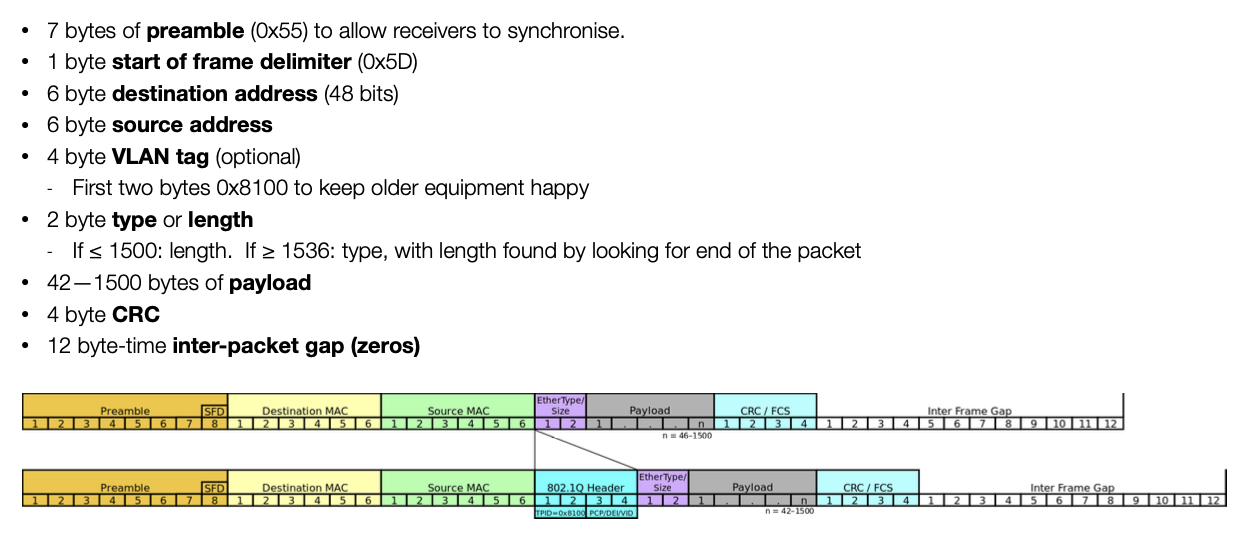 • 7 bytes of preamble (0x55) to allow receivers to synchronise.
• 1 byte start of frame delimiter (0x5D)
• 6 byte destination address (48 bits)
• 6 byte source address
• 4 byte VLAN tag (optional)
- First two bytes 0x8100 to keep older equipment happy
• 2 byte type or length
- If ≤ 1500: length. If ≥ 1536: type, with length found by looking for end of the packet
• 42—1500 bytes of payload
• 4 byte CRC
• 12 byte-time inter-packet gap (zeros)
Preamble SFD Destination MAC Source MAC EtherType/ Size Payload CRC / FCS Inter Frame Gap
1 2 3 4 5 6 7 8 1 2 3 4 5 6 1 2 3 4 5 6 1 2 1 . . . n 1 2 3 4 1 2 3 4 5 6 7 8 9 10 11 12
n = 46–1500
Preamble SFD Destination MAC Source MAC 802.1Q Header EtherType/ Size Payload CRC / FCS Inter Frame Gap
1 2 3 4 5 6 7 8 1 2 3 4 5 6 1 2 3 4 5 6 1 2 3 4 1 2 1 . . . n 1 2 3 4 1 2 3 4 5 6 7 8 9 10 11 12
TPID=0x8100 PCP/DEI/VID n = 42–1500